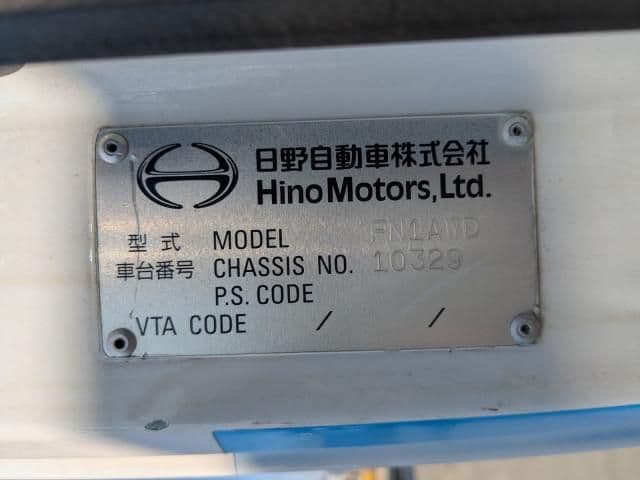 日野自動車株式会社
Hino Motors, Ltd.
型式 MODEL FN1AWD
車台番号 CHASSIS NO. 10329
P.S. CODE
VTA CODE / /